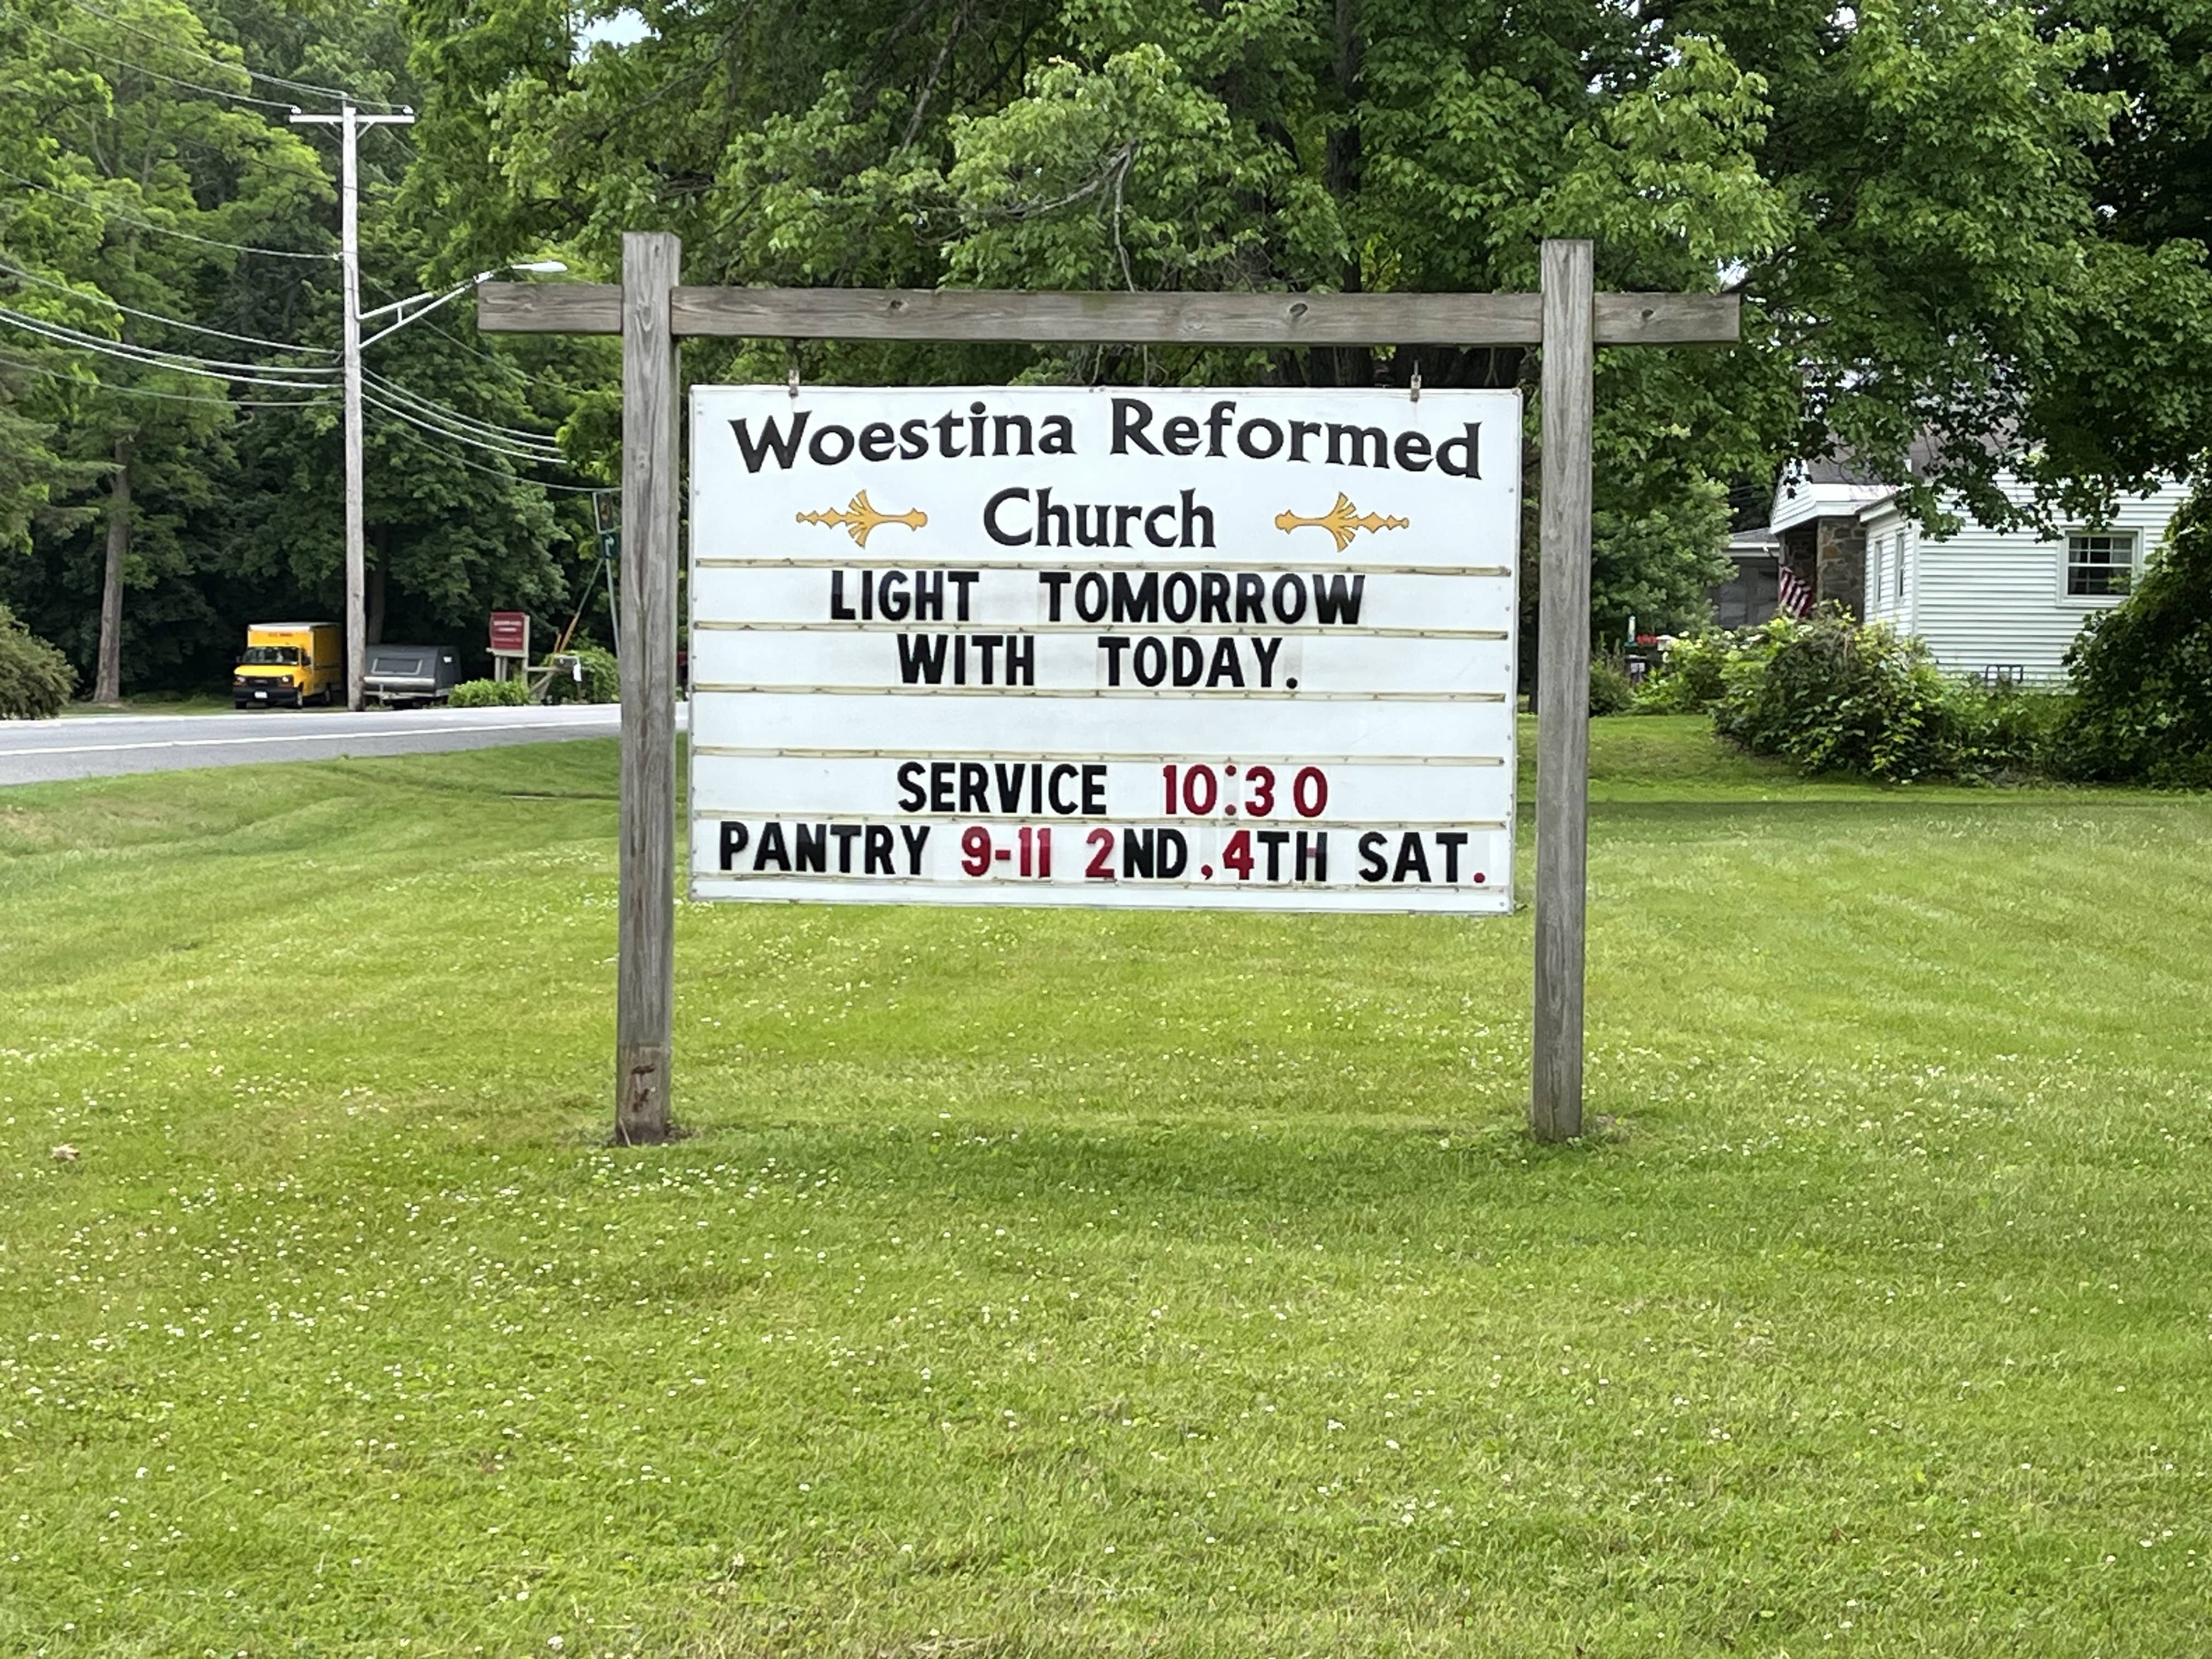 Woestina Reformed
Church
LIGHT TOMORROW
WITH TODAY.
SERVICE 10:30
PANTRY 9-11 2ND,4TH SAT.